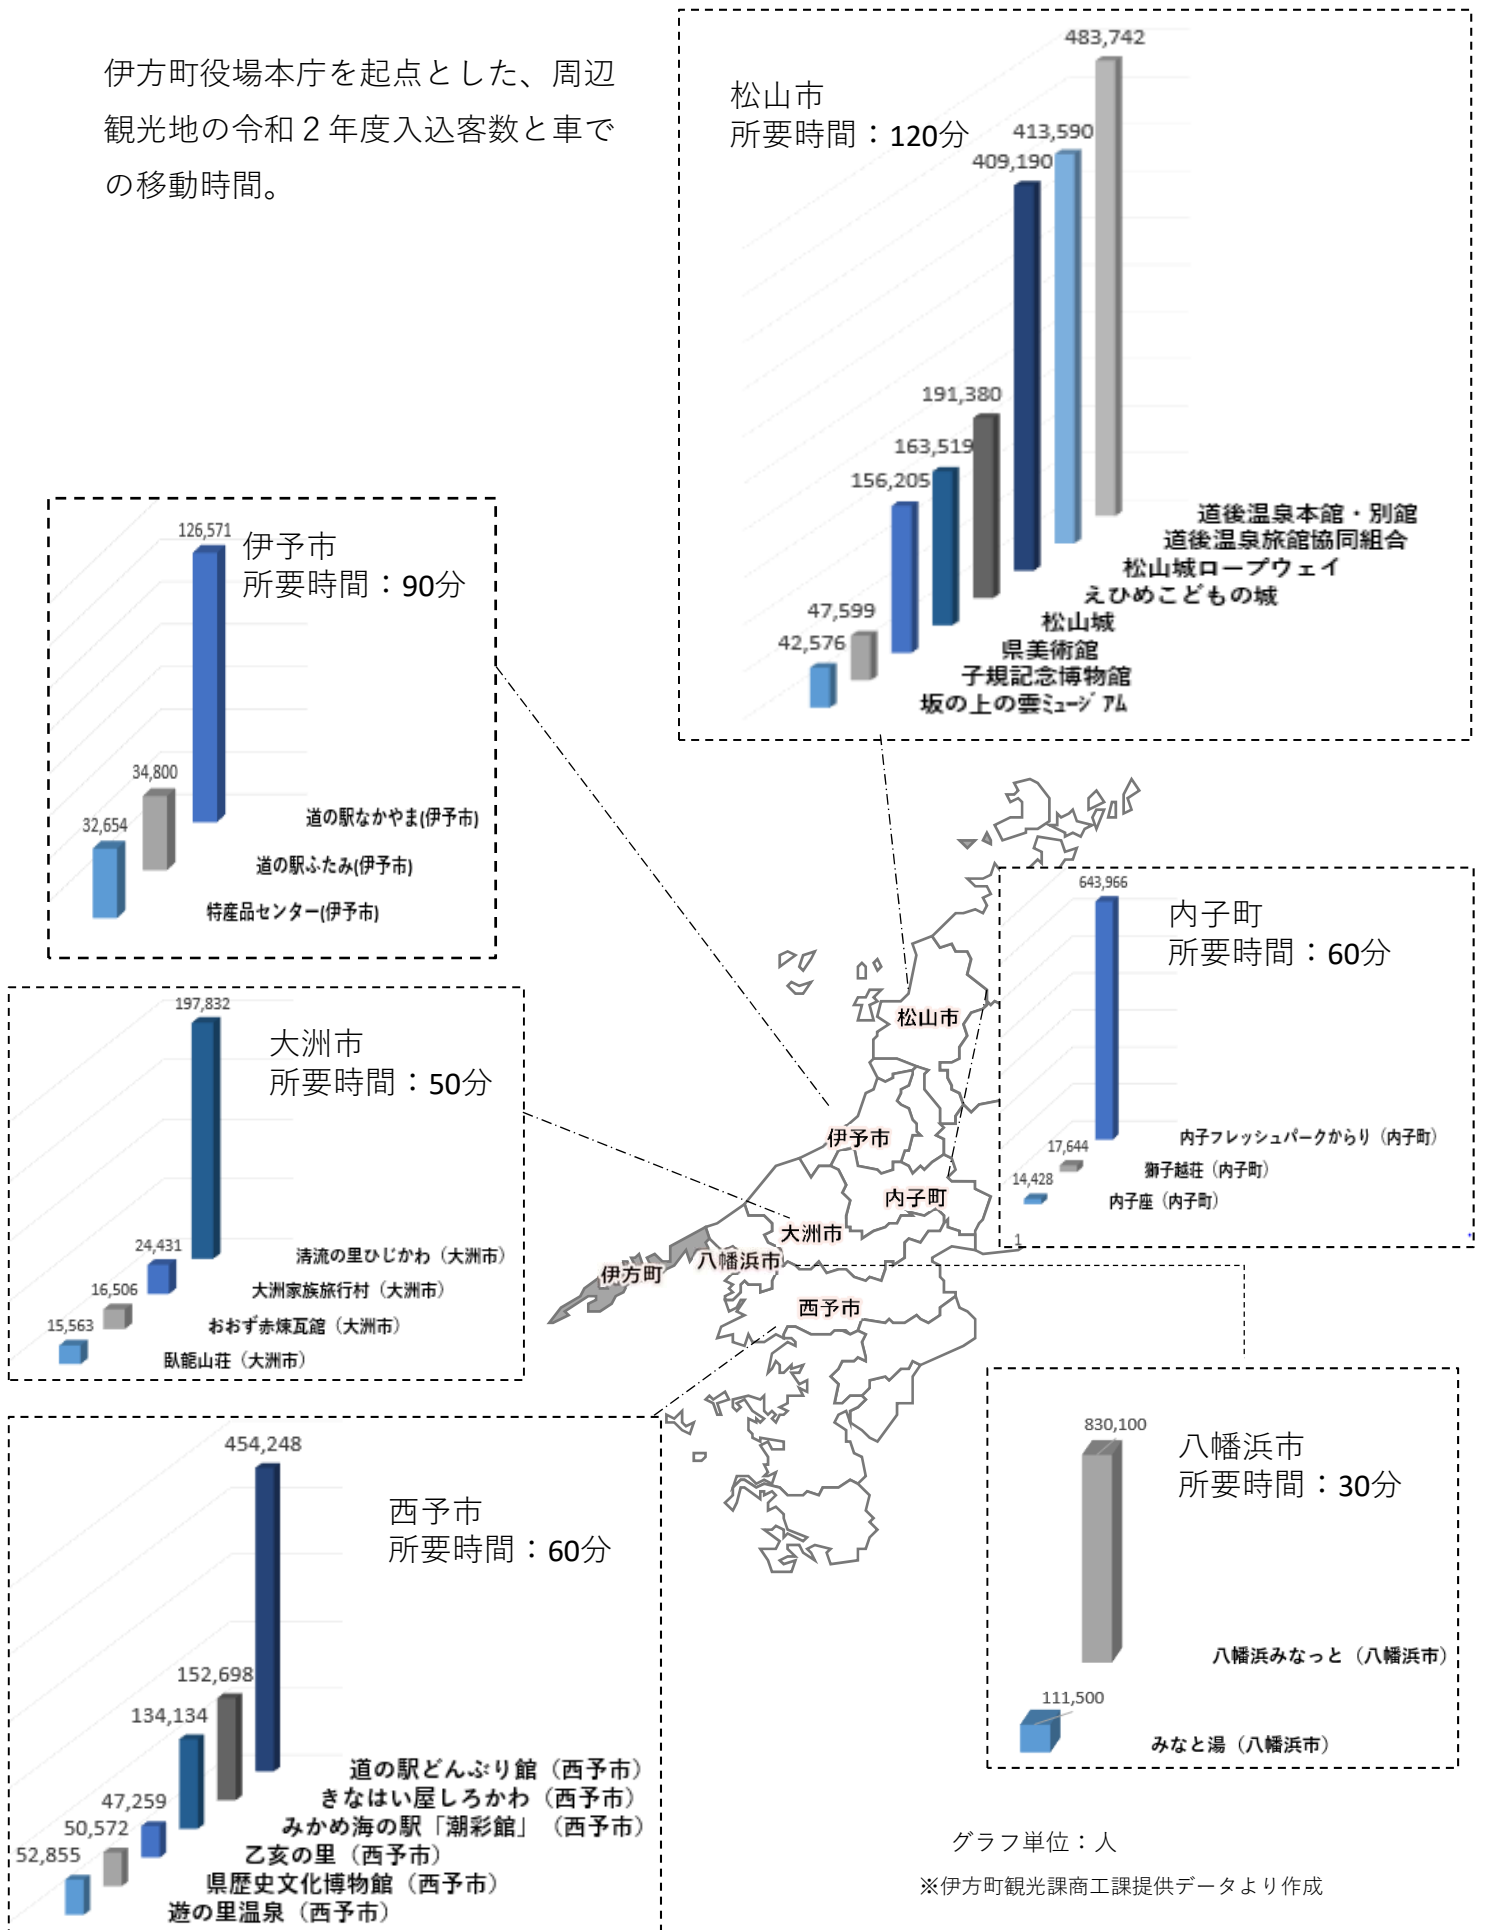 伊方町役場本庁を起点とした、周辺
観光地の令和２年度入込客数と車で
の移動時間。
松山市
所要時間：120分
483,742
413,590
409,190
191,380
163,519
156,205
47,599
42,576
道後温泉本館・別館
道後温泉旅館協同組合
松山城ロープウェイ
えひめこどもの城
松山城
県美術館
子規記念博物館
坂の上の雲ﾐｭｰｼﾞｱﾑ
伊予市
所要時間：90分
126,571
34,800
32,654
道の駅なかやま(伊予市)
道の駅ふたみ(伊予市)
特産品センター(伊予市)
内子町
所要時間：60分
643,966
17,644
14,428
内子フレッシュパークからり（内子町）
獅子越荘（内子町）
内子座（内子町）
1
大洲市
所要時間：50分
197,832
24,431
16,506
15,563
清流の里ひじかわ（大洲市）
大洲家族旅行村（大洲市）
おおず赤煉瓦館（大洲市）
臥龍山荘（大洲市）
松山市
伊予市
内子町
大洲市
八幡浜市
伊方町
西予市
西予市
所要時間：60分
454,248
152,698
134,134
47,259
50,572
52,855
道の駅どんぶり館（西予市）
きなはい屋しろかわ（西予市）
みかめ海の駅「潮彩館」（西予市）
乙亥の里（西予市）
県歴史文化博物館（西予市）
遊の里温泉（西予市）
八幡浜市
所要時間：30分
830,100
111,500
八幡浜みなっと（八幡浜市）
みなと湯（八幡浜市）
グラフ単位：人
※伊方町観光課商工課提供データより作成